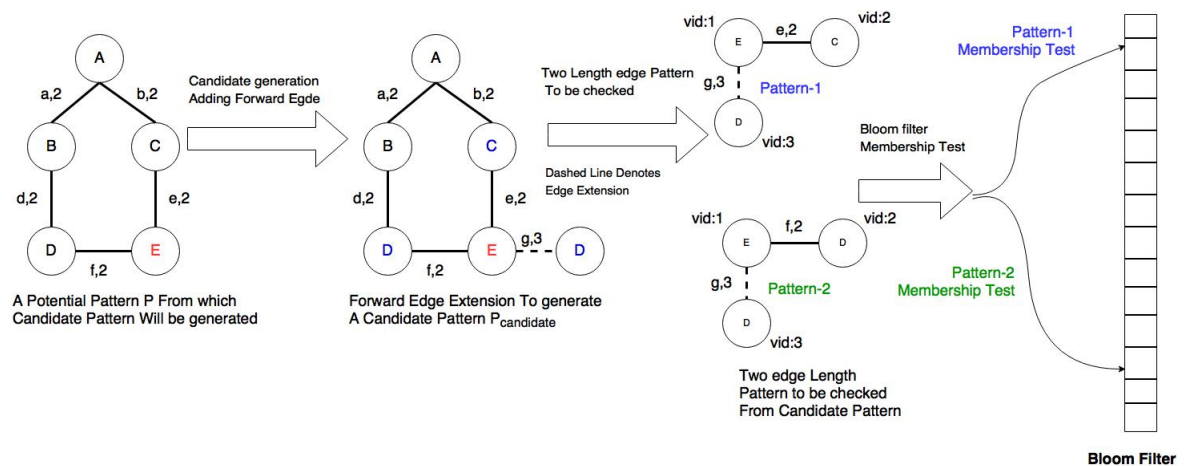 A
a,2
b,2
B
C
d,2
e,2
D
E
f,2
A Potential Pattern P From which
Candidate Pattern Will be generated
Candidate generation
Adding Forward Egde
A
a,2
b,2
B
C
d,2
e,2
D
E
g,3
D
f,2
Forward Edge Extension To generate
A Candidate Pattern Pcandidate
Two Length edge Pattern
To be checked
Dashed Line Denotes
Edge Extension
vid:1
vid:2
E
e,2
C
g,3
Pattern-1
D
vid:3
vid:1
vid:2
E
f,2
D
g,3
Pattern-2
D
vid:3
Two edge Length
Pattern to be checked
From Candidate Pattern
Bloom filter
Membership Test
Pattern-1
Membership Test
Pattern-2
Membership Test
Bloom Filter